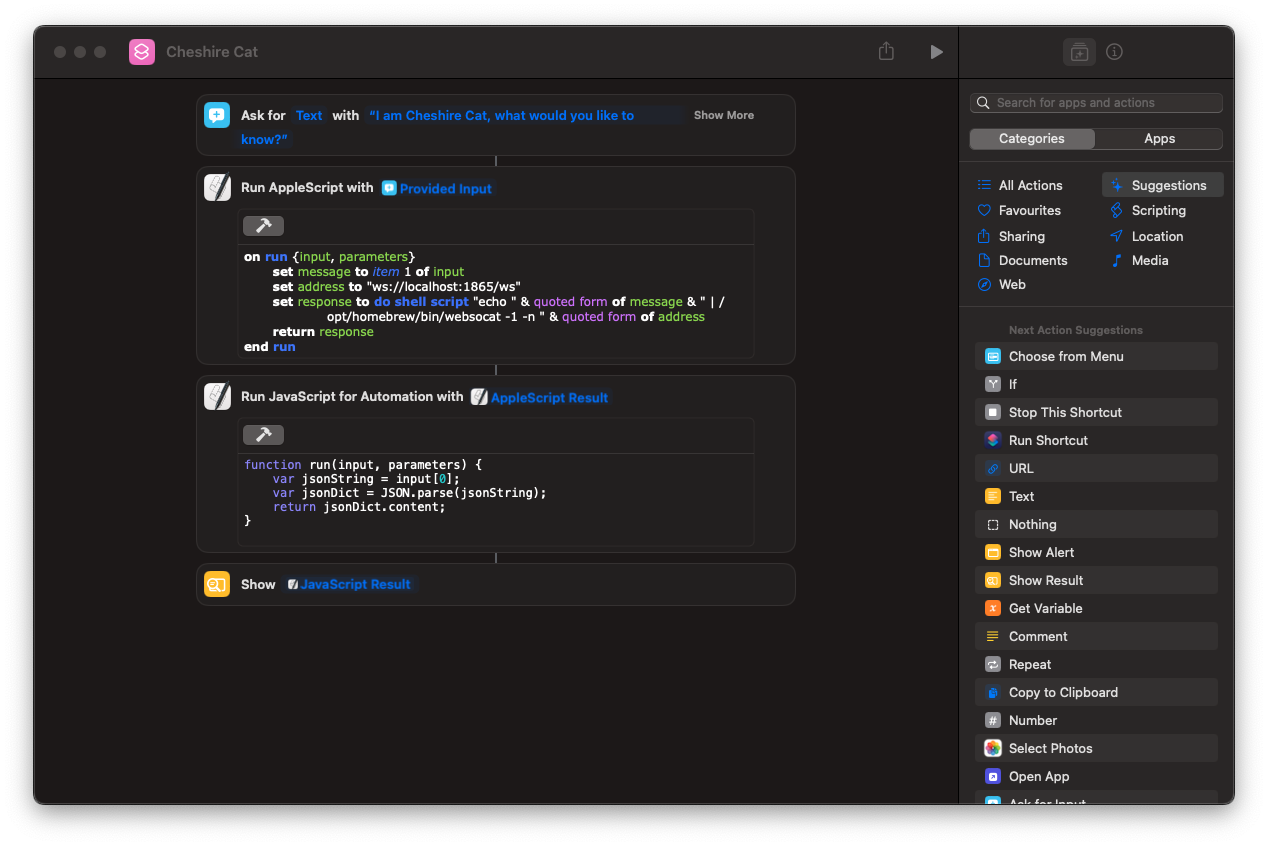 Cheshire Cat
Ask for Text with “I am Cheshire Cat, what would you like to Show More
know?”
Run AppleScript with Provided Input
on run {input, parameters}
set message to item 1 of input
set address to "ws://localhost:1865/ws"
set response to do shell script "echo " & quoted form of message & " | /
opt/homebrew/bin/websocat -1 -n " & quoted form of address
return response
end run
Run JavaScript for Automation with AppleScript Result
function run(input, parameters) {
var jsonString = input[0];
var jsonDict = JSON.parse(jsonString);
return jsonDict.content;
}
Show JavaScript Result
Search for apps and actions
Categories Apps
All Actions Suggestions
Favourites Scripting
Sharing Location
Documents Media
Web
Next Action Suggestions
Choose from Menu
If
Stop This Shortcut
Run Shortcut
URL
Text
Nothing
Show Alert
Show Result
Get Variable
Comment
Repeat
Copy to Clipboard
Number
Select Photos
Open App
Ask for Input